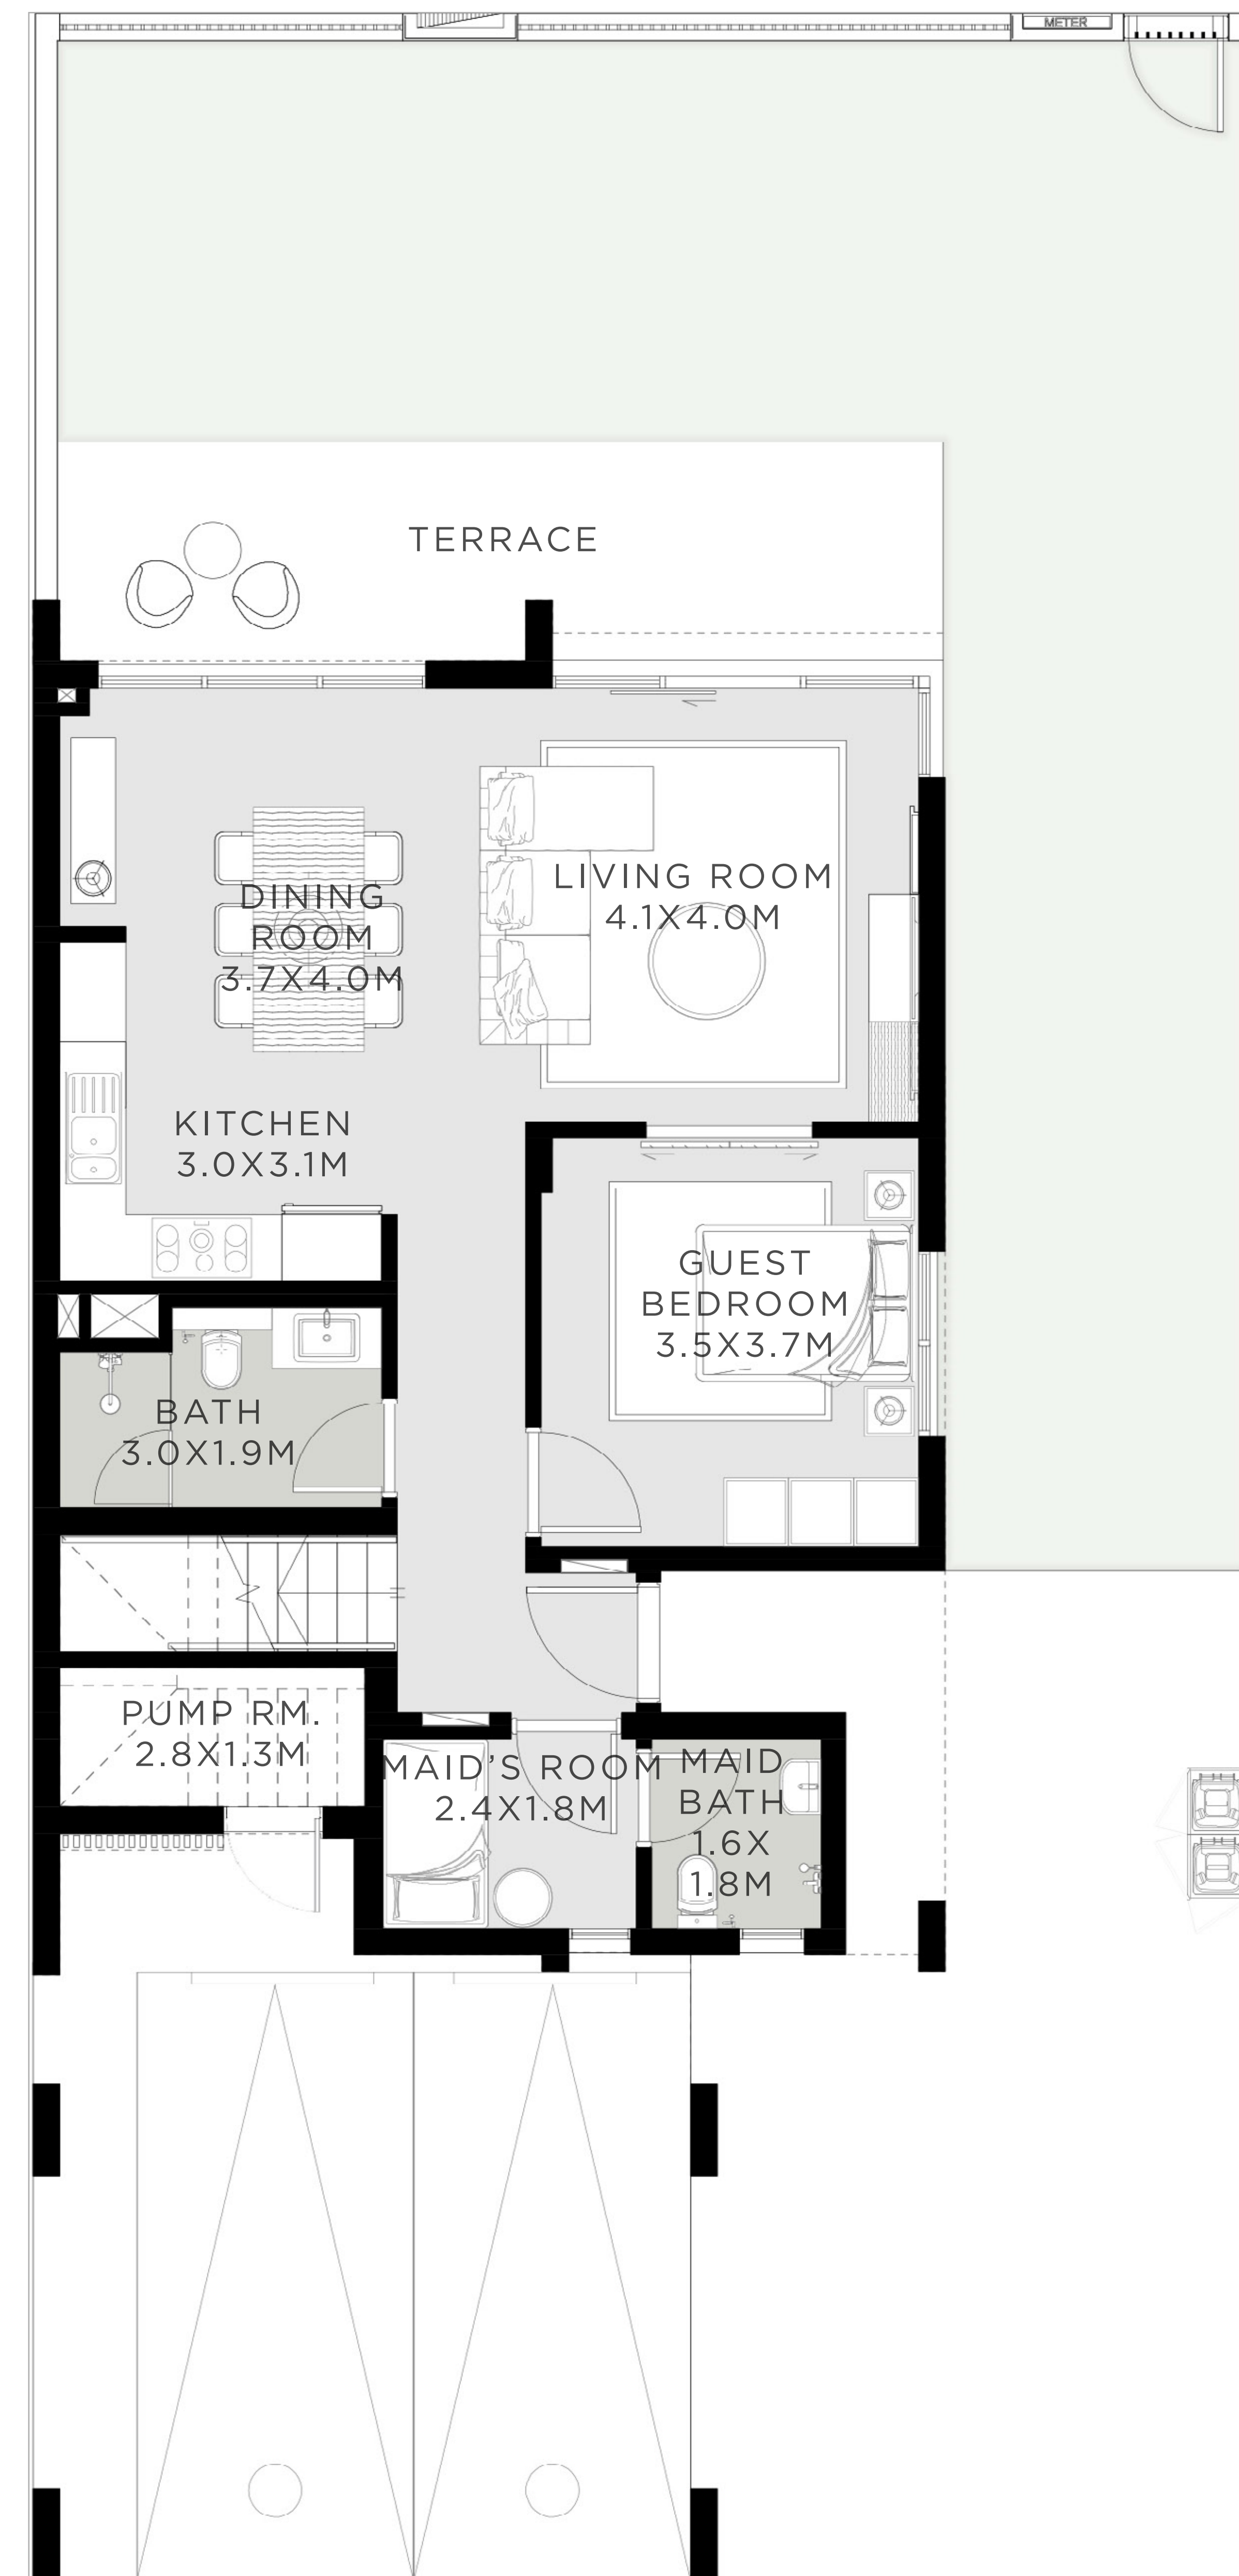 METER
TERRACE
LIVING ROOM
4.1X4.0M
DINING
ROOM
3.7X4.0M
KITCHEN
3.0X3.1M
GUEST
BEDROOM
3.5X3.7M
BATH
3.0X1.9M
PUMP RM.
2.8X1.3M
MAID'S ROOM
2.4X1.8M
MAID
BATH
1.6X
1.8M